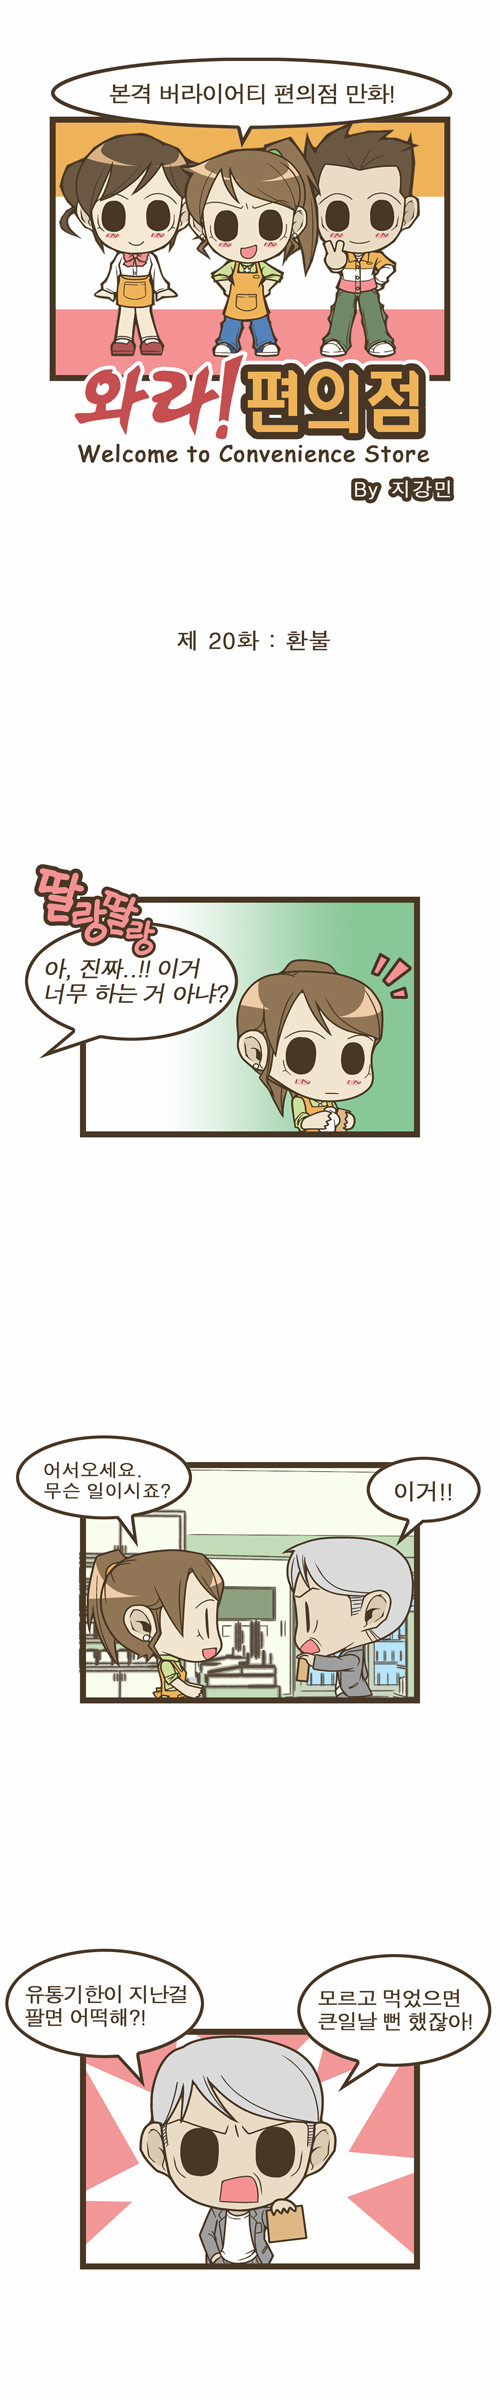 본격 버라이어티 편의점 만화!
와라! 편의점
Welcome to Convenience Store
By 지강민
제 20화 : 환불
딸랑딸랑
아, 진짜..!! 이거
너무 하는 거 아냐?
어서오세요.
무슨 일이시죠?
이거!!
유통기한이 지난걸
팔면 어떡해?!
모르고 먹었으면
큰일날 뻔 했잖아!